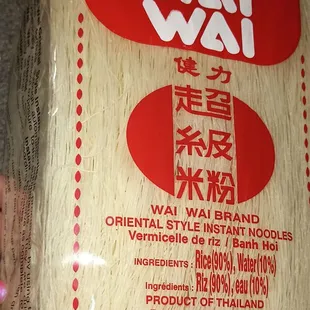 WAI
WAI
健力
超
級
米粉
WAI WAI BRAND
ORIENTAL STYLE INSTANT NOODLES
Vermicelle de riz / Banh Hoi
INGREDIENTS : Rice(90%), Water(10%)
Ingrédients : Riz (90%), eau (10%)
PRODUCT OF THAILAND